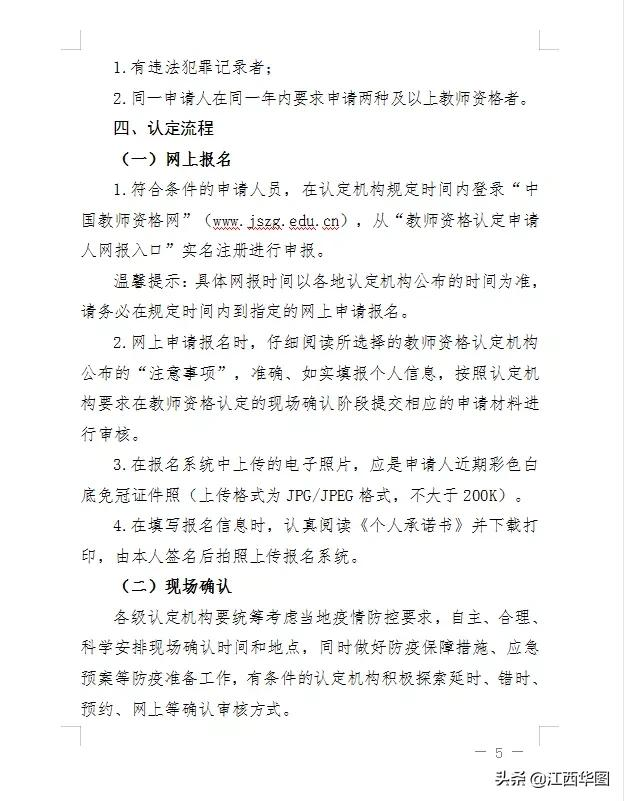 1.有违法犯罪记录者；
2.同一申请人在同一年内要求申请两种及以上教师资格者。
四、认定流程
（一）网上报名
1.符合条件的申请人员，在认定机构规定时间内登录“中
国教师资格网”（www.jszg.edu.cn），从“教师资格认定申请
人网报入口”实名注册进行申报。
温馨提示：具体网报时间以各地认定机构公布的时间为准，
请务必在规定时间内到指定的网上申请报名。
2.网上申请报名时，仔细阅读所选择的教师资格认定机构
公布的“注意事项”，准确、如实填报个人信息，按照认定机
构要求在教师资格认定的现场确认阶段提交相应的申请材料进
行审核。
3.在报名系统中上传的电子照片，应是申请人近期彩色白
底免冠证件照（上传格式为JPG/JPEG格式，不大于200K）。
4.在填写报名信息时，认真阅读《个人承诺书》并下载打
印，由本人签名后拍照上传报名系统。
（二）现场确认
各级认定机构要统筹考虑当地疫情防控要求，自主、合理、
科学安排现场确认时间和地点，同时做好防疫保障措施、应急
预案等防疫准备工作，有条件的认定机构积极探索延时、错时、
预约、网上等确认审核方式。
— 5 —
头条 @江西华图